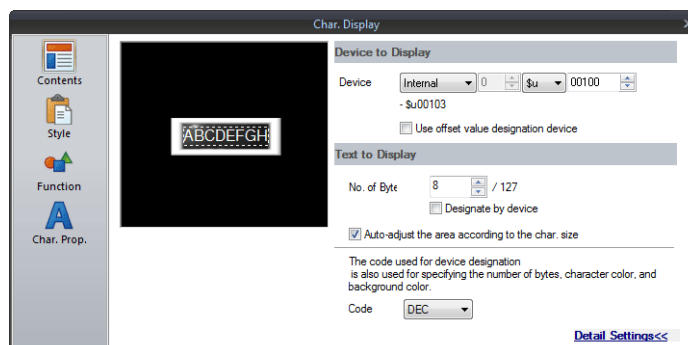 Char. Display
Contents
Style
Function
Char. Prop.
ABCDEFGH
Device to Display
Device Internal 0 $u 00100
- $u00103
Use offset value designation device
Text to Display
No. of Byte 8 / 127
Designate by device
Auto-adjust the area according to the char. size
The code used for device designation
is also used for specifying the number of bytes, character color, and
background color.
Code DEC
Detail Settings<<